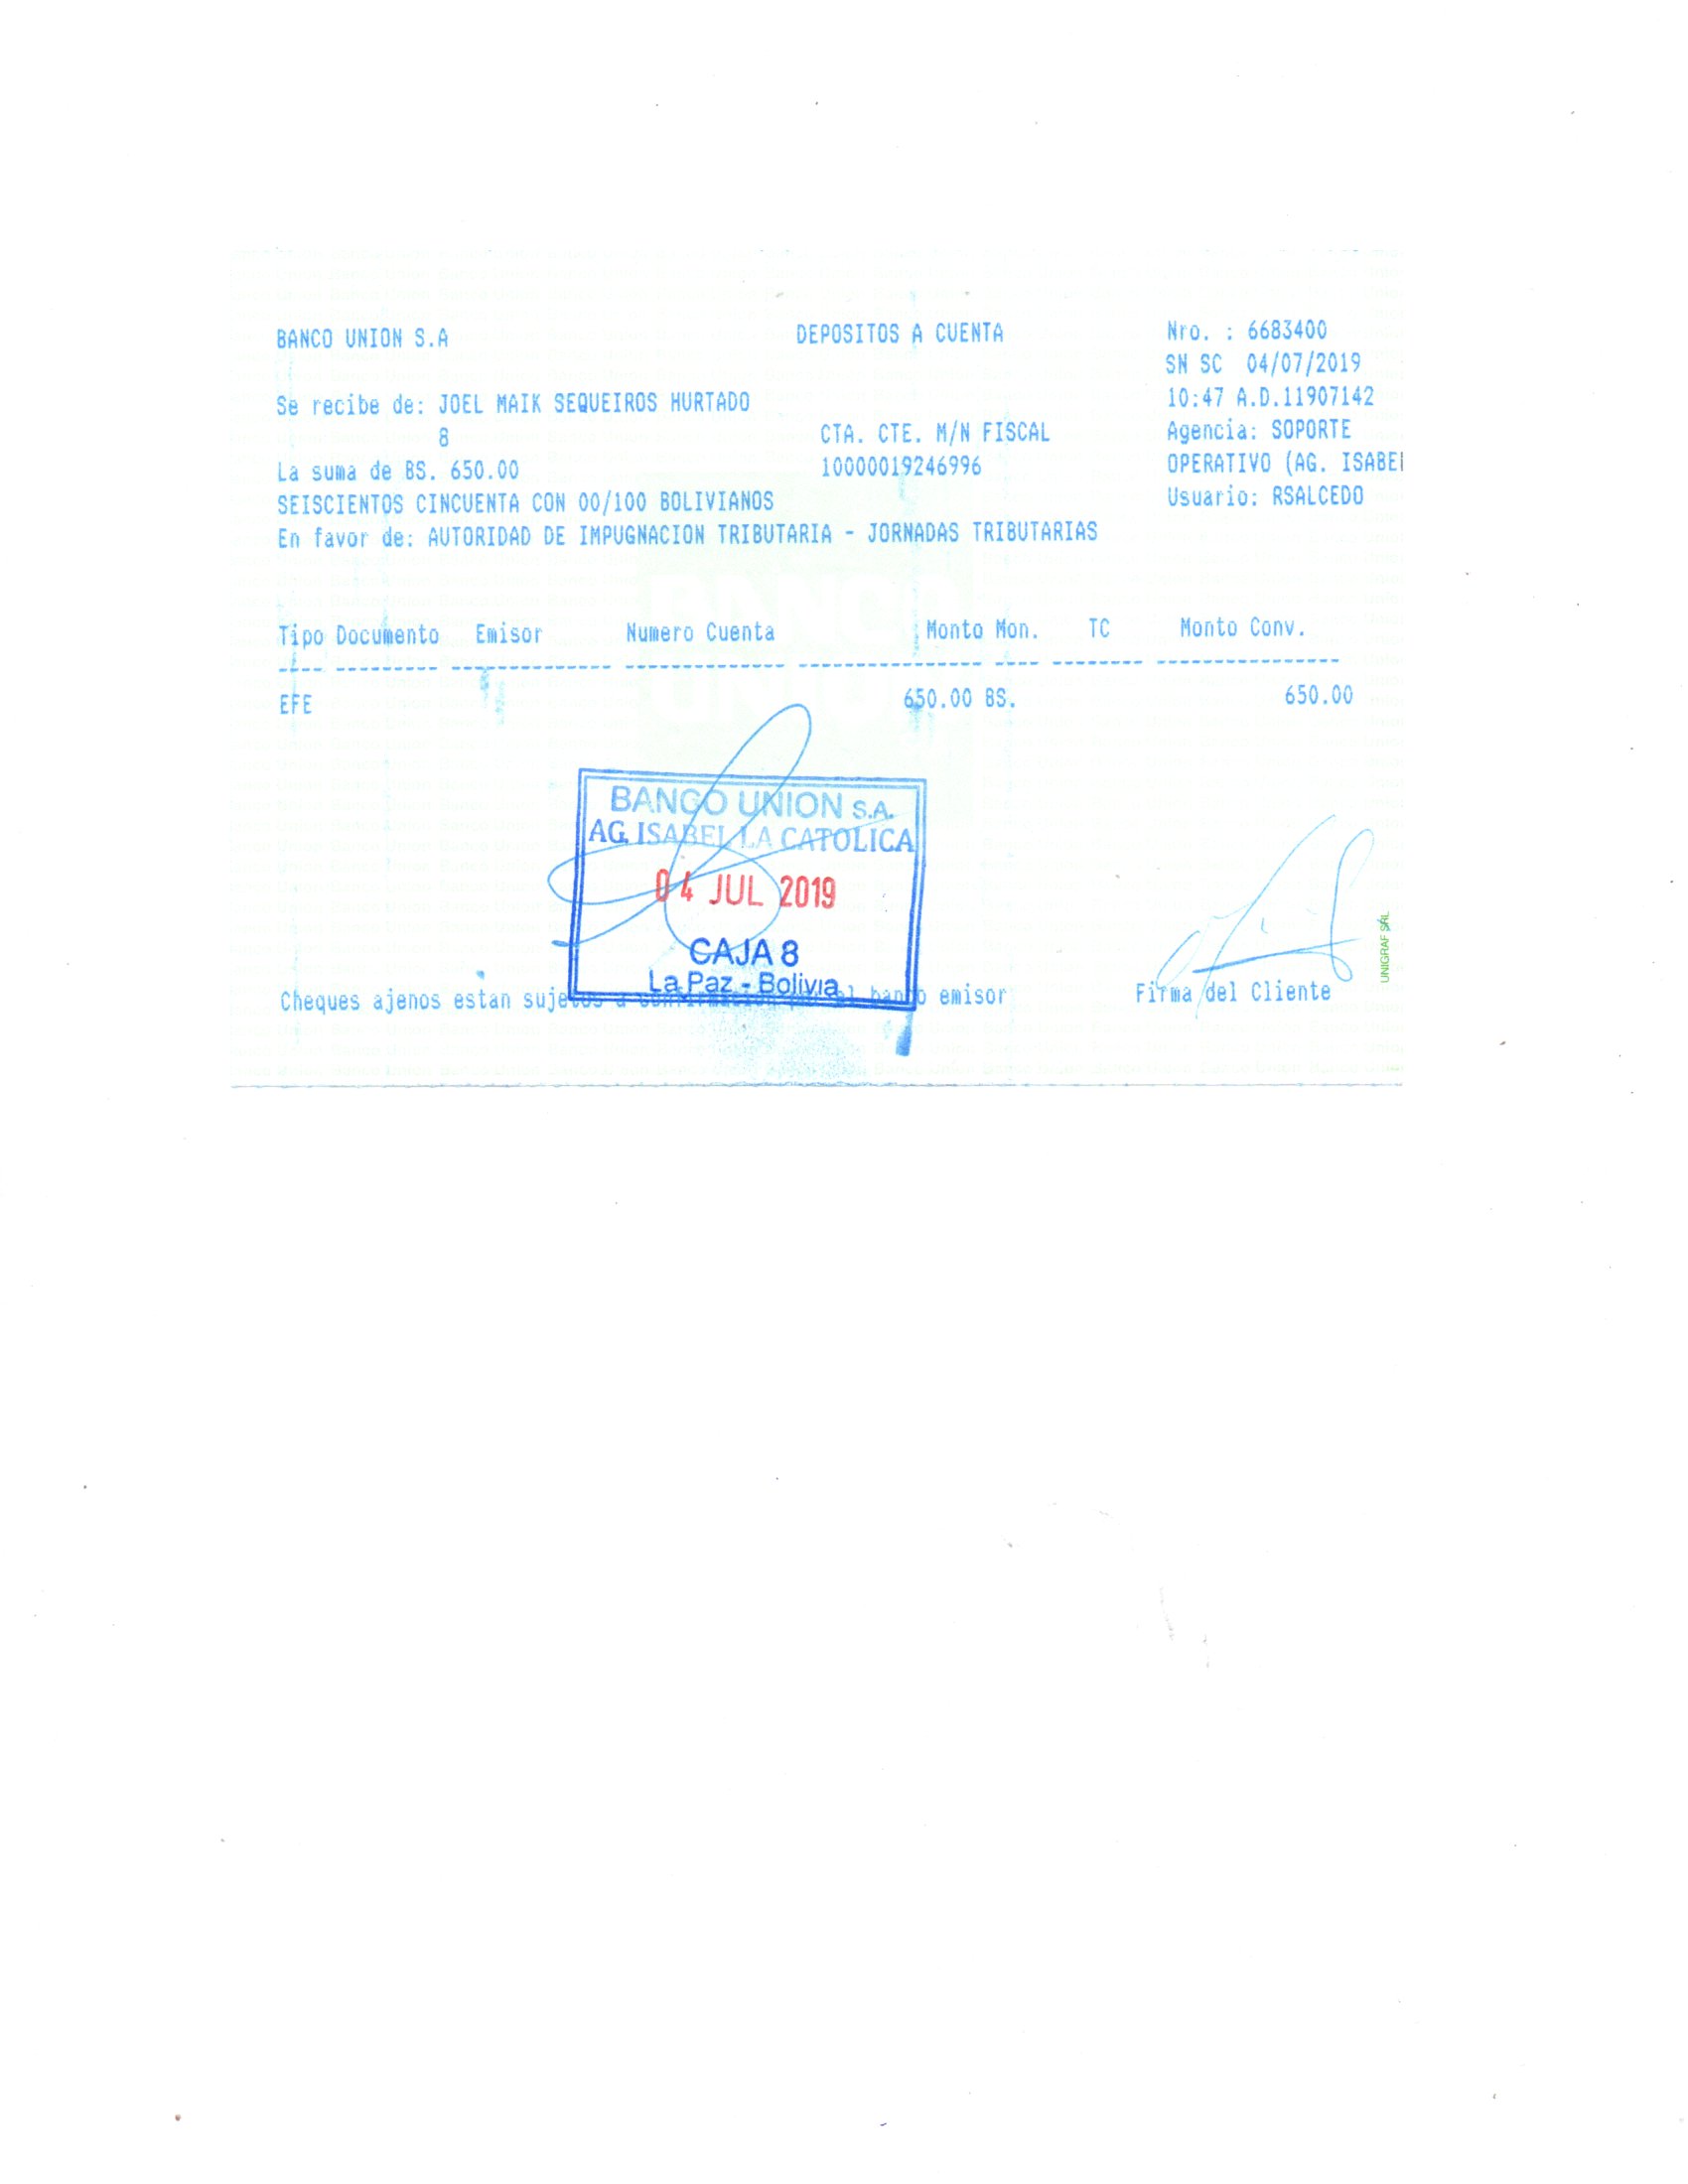 BANCO UNION S.A
DEPOSITOS A CUENTA
Nro. : 6683400
SN SC 04/07/2019
Se recibe de: JOEL MAIK SEQUEIROS HURTADO
10:47 A.D.11907142
8
CTA. CTE. M/N FISCAL
Agencia: SOPORTE
La suma de BS. 650.00
10000019246996
OPERATIVO (AG. ISABEL
SEISCIENTOS CINCUENTA CON 00/100 BOLIVIANOS
Usuario: RSALCEDO
En favor de: AUTORIDAD DE IMPUGNACION TRIBUTARIA - JORNADAS TRIBUTARIAS
BANCO UNION
Tipo Documento Emisor Numero Cuenta Monto Mon. TC Monto Conv.
EFE 650.00 BS. 650.00
BANCO UNION S.A.
AG. ISABEL LA CATOLICA
04 JUL 2019
CAJA 8
La Paz - Bolivia
Cheques ajenos estan sujetos a confirmacion por el banco emisor
Firma del Cliente
UNIGRAF SRL